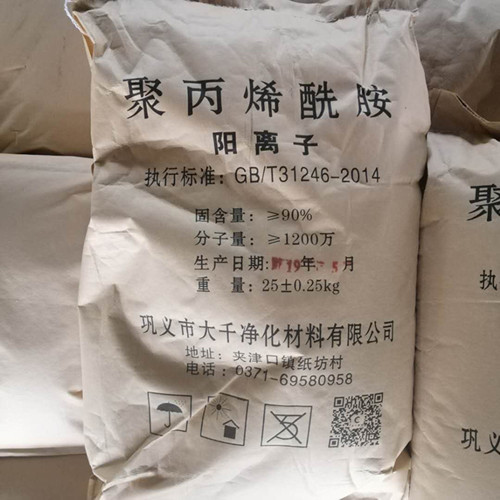 聚丙烯酰胺
阳离子
执行标准：GB/T31246-2014
固含量：≥90%
分子量：≥1200万
生产日期：19年5月
重量：25±0.25kg
巩义市大千净化材料有限公司
地址：夹津口镇纸坊村
电话：0371-69580958
聚
执
巩义